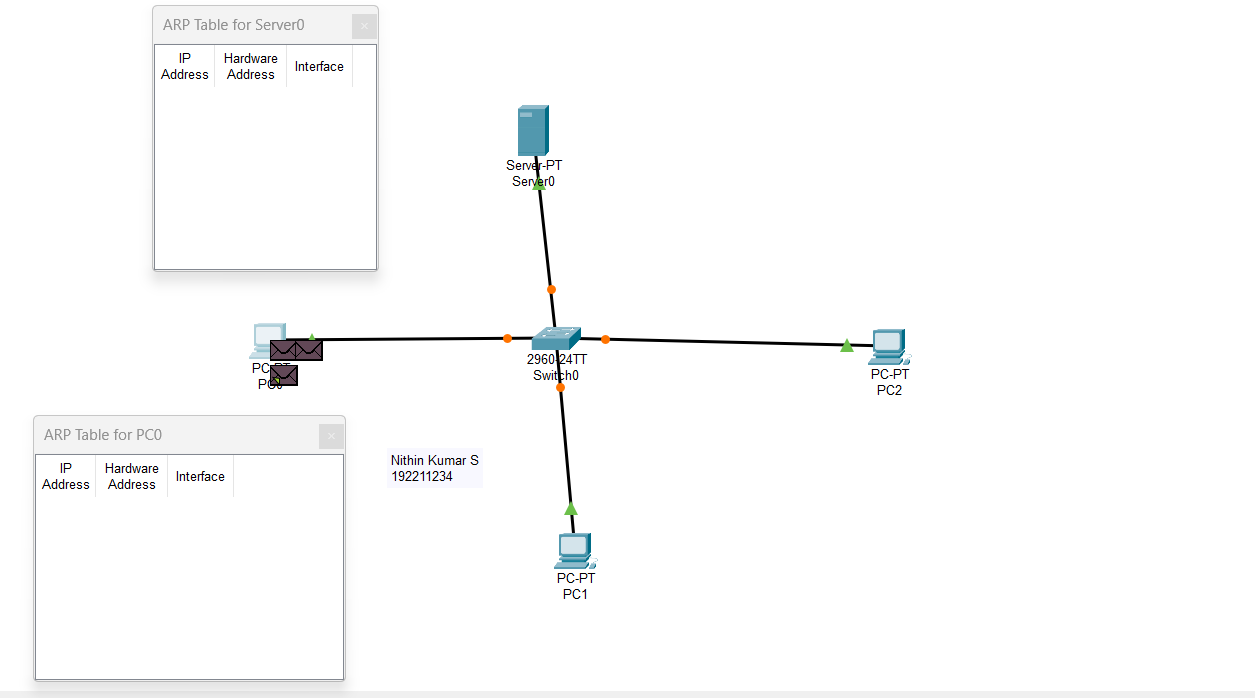 ARP Table for Server0
IP
Address
Hardware
Address
Interface
Server-PT
Server0
PC-PT
PC0
2960-24TT
Switch0
PC-PT
PC2
ARP Table for PC0
IP
Address
Hardware
Address
Interface
Nithin Kumar S
192211234
PC-PT
PC1